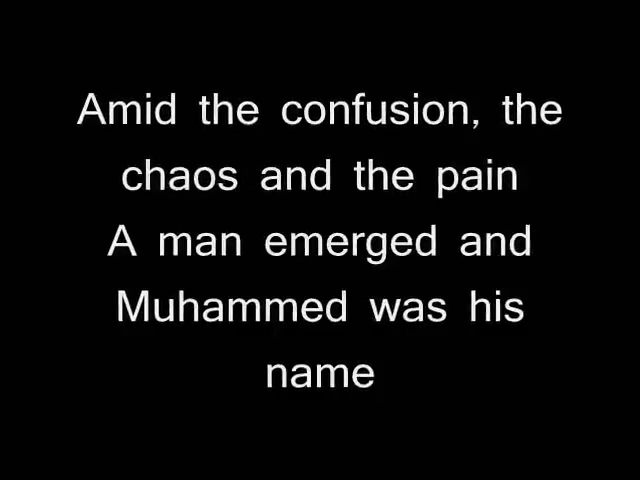 Amid the confusion, the
chaos and the pain
A man emerged and
Muhammed was his
name